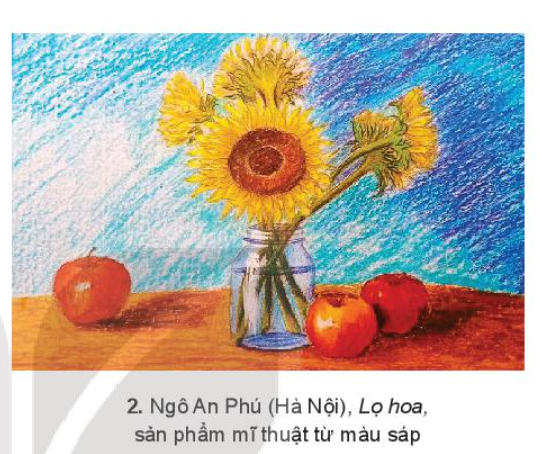 2. Ngô An Phú (Hà Nội), Lọ hoa,
sản phẩm mĩ thuật từ màu sáp